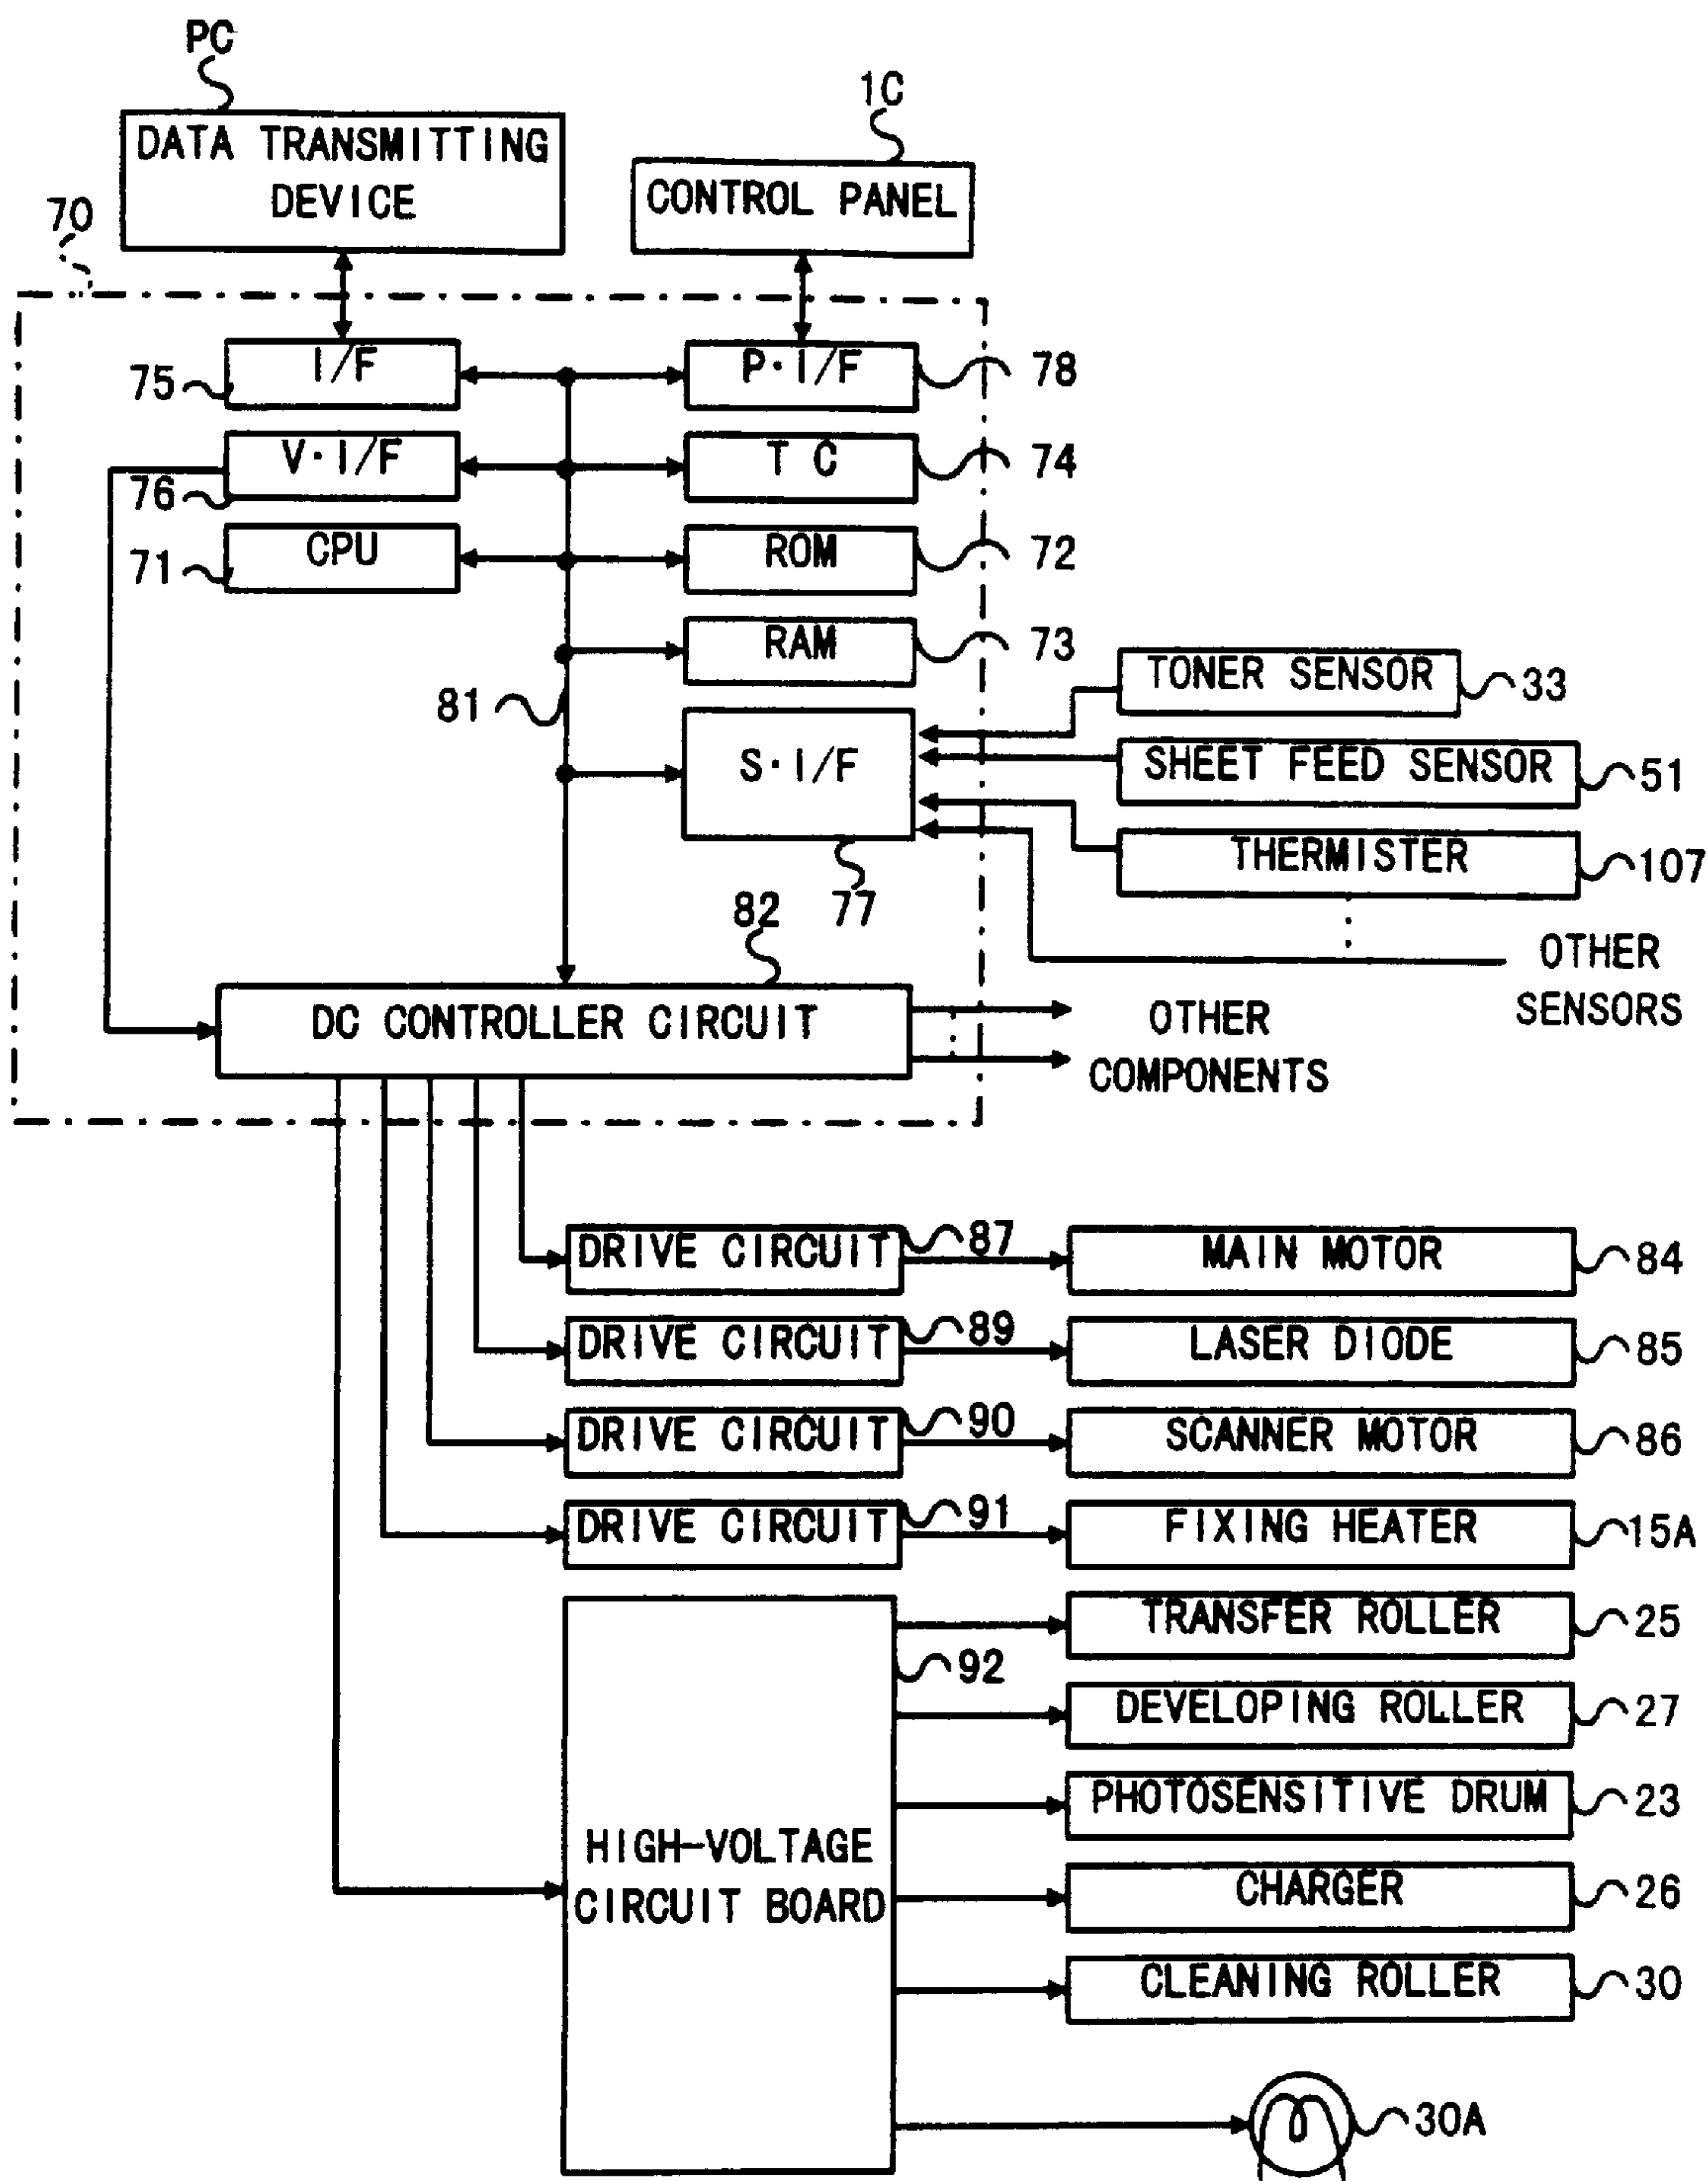 PC
1C
DATA TRANSMITTING
DEVICE
CONTROL PANEL
70
I/F
75
P·I/F
78
V·I/F
76
T C
74
CPU
71
ROM
72
RAM
73
81
S·I/F
77
TONER SENSOR
33
SHEET FEED SENSOR
51
THERMISTER
107
OTHER
SENSORS
82
DC CONTROLLER CIRCUIT
OTHER
COMPONENTS
DRIVE CIRCUIT
87
MAIN MOTOR
84
DRIVE CIRCUIT
89
LASER DIODE
85
DRIVE CIRCUIT
90
SCANNER MOTOR
86
DRIVE CIRCUIT
91
FIXING HEATER
15A
HIGH-VOLTAGE
CIRCUIT BOARD
92
TRANSFER ROLLER
25
DEVELOPING ROLLER
27
PHOTOSENSITIVE DRUM
23
CHARGER
26
CLEANING ROLLER
30
30A